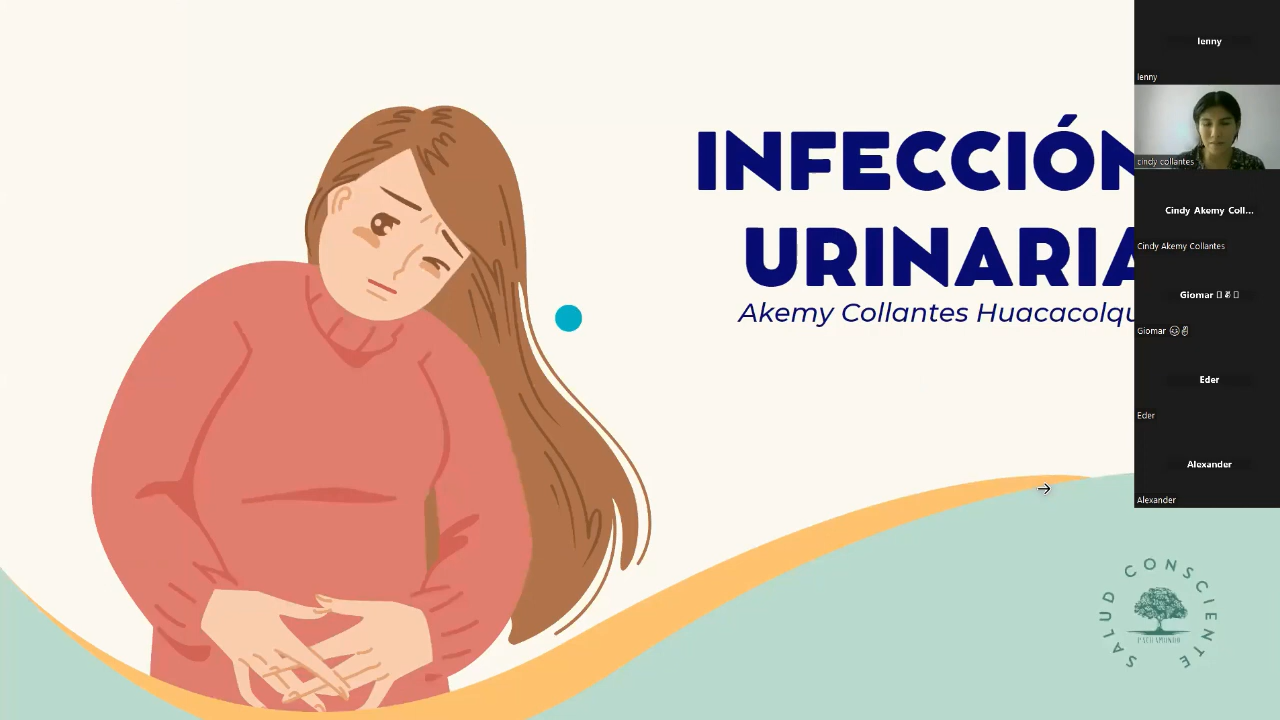 INFECCIÓN
URINARIA
Akemy Collantes Huacacolqu
SALUD CONSCIENTE
lenny
lenny
cindy collantes
Cindy Akemy Coll...
Cindy Akemy Collantes
Giomar
Giomar
Eder
Eder
Alexander
Alexander